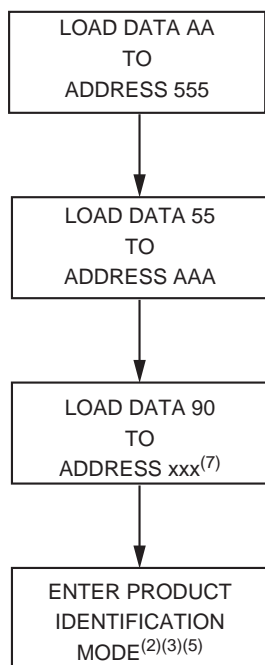 LOAD DATA AA
TO
ADDRESS 555
LOAD DATA 55
TO
ADDRESS AAA
LOAD DATA 90
TO
ADDRESS xxx(7)
ENTER PRODUCT
IDENTIFICATION
MODE(2)(3)(5)